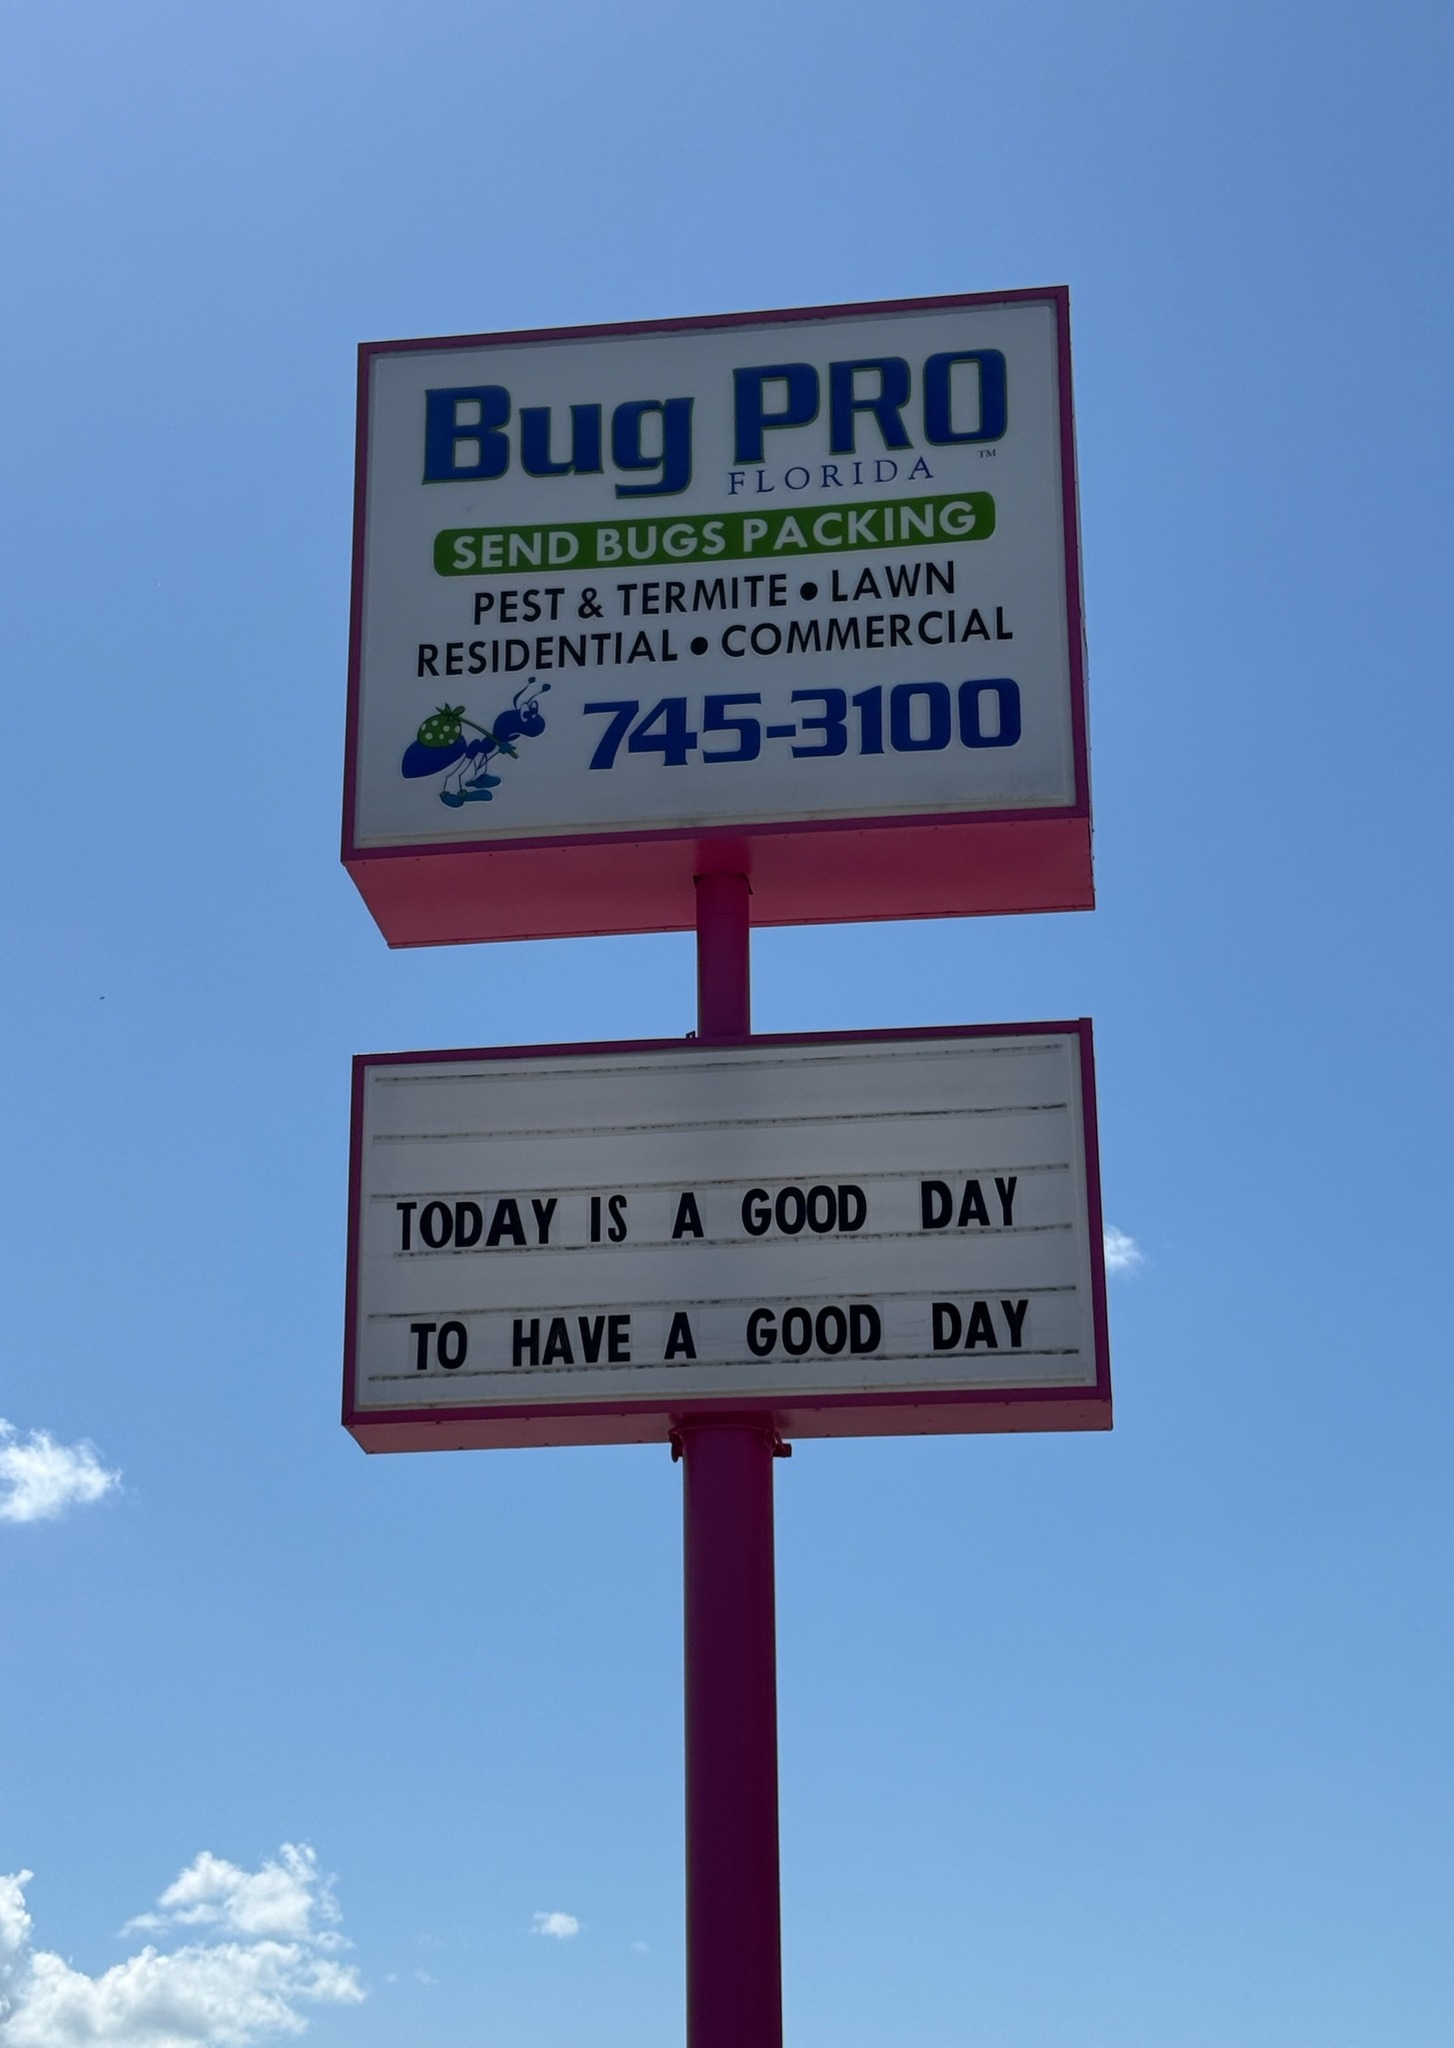 Bug PRO
FLORIDA ™
SEND BUGS PACKING
PEST & TERMITE • LAWN
RESIDENTIAL • COMMERCIAL
745-3100
TODAY IS A GOOD DAY
TO HAVE A GOOD DAY